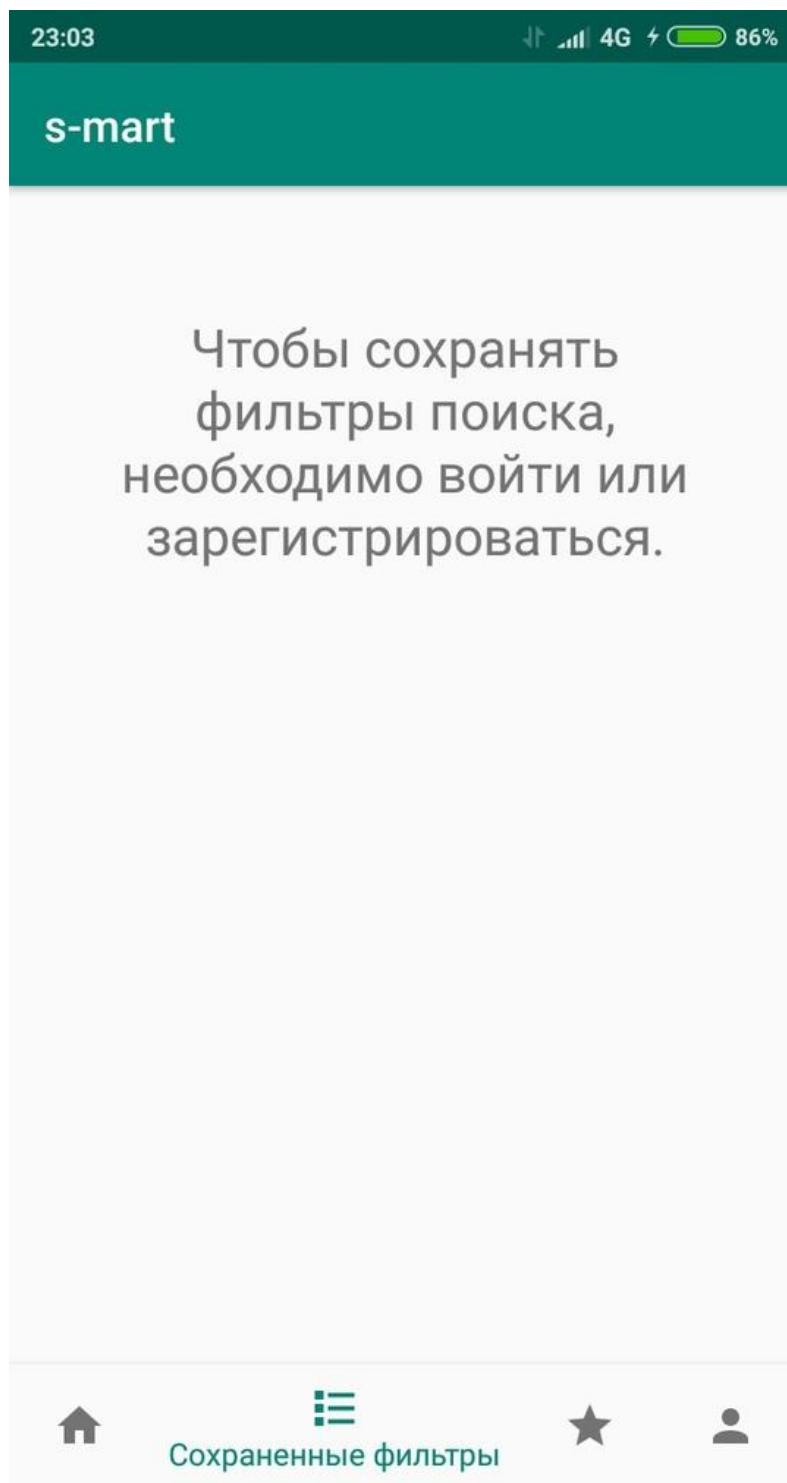 23:03 4G 86%
s-mart
Чтобы сохранять
фильтры поиска,
необходимо войти или
зарегистрироваться.
Сохраненные фильтры